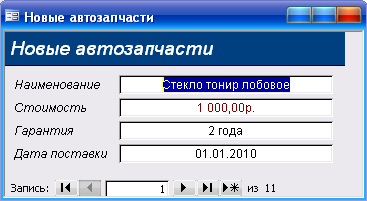 Новые автозапчасти
Новые автозапчасти
Наименование Стекло тонир лобовое
Стоимость 1 000,00р.
Гарантия 2 года
Дата поставки 01.01.2010
Запись: 1 из 11